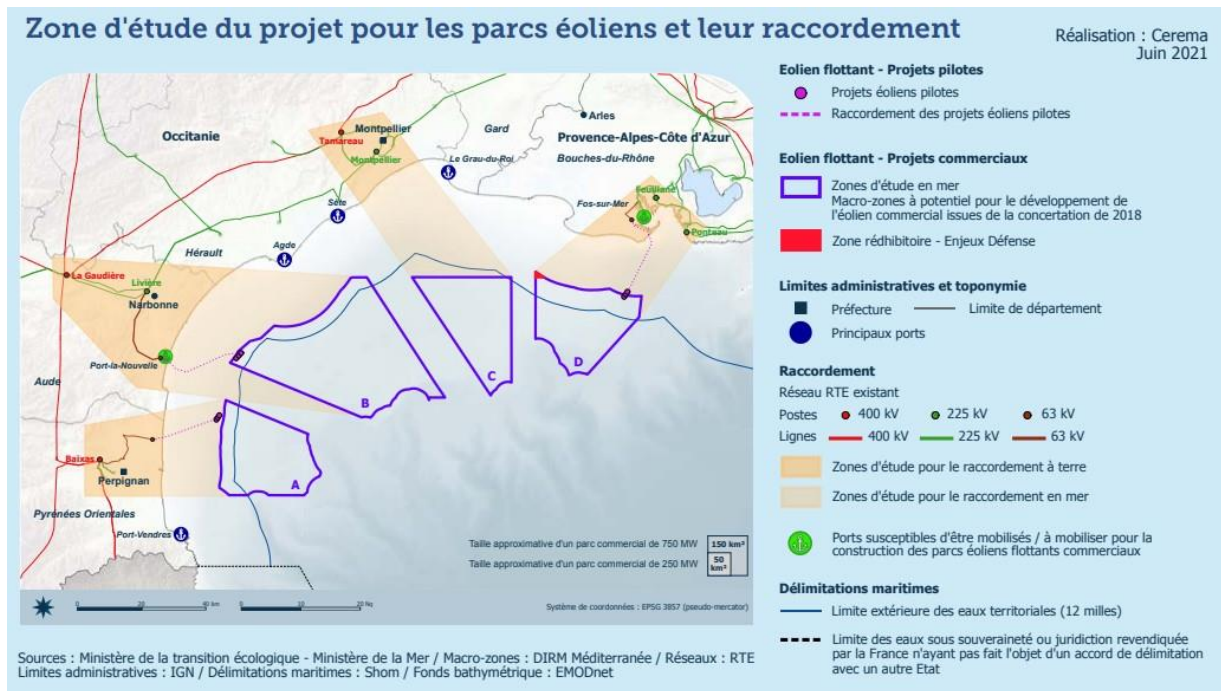 Zone d'étude du projet pour les parcs éoliens et leur raccordement
Réalisation : Cerema
Juin 2021
Occitanie
Tamareau
Montpellier
Montpellier
Gard
Le Grau-du-Roi
Arles
Provence-Alpes-Côte d'Azur
Bouches-du-Rhône
Feuillane
Fos-sur-Mer
Ponteau
Sète
Agde
Hérault
La Gaudière
Livière
Narbonne
Port-la-Nouvelle
Aude
B
C
D
A
Baixas
Perpignan
Pyrénées Orientales
Port-Vendres
Taille approximative d'un parc commercial de 750 MW
150 km²
Taille approximative d'un parc commercial de 250 MW
50
km²
0 20 40 km
0 10 20 Nq
Système de coordonnées : EPSG 3857 (pseudo-mercator)
Sources : Ministère de la transition écologique - Ministère de la Mer / Macro-zones : DIRM Méditerranée / Réseaux : RTE
Limites administratives : IGN / Délimitations maritimes : Shom / Fonds bathymétrique : EMODnet
Eolien flottant - Projets pilotes
Projets éoliens pilotes
Raccordement des projets éoliens pilotes
Eolien flottant - Projets commerciaux
Zones d'étude en mer
Macro-zones à potentiel pour le développement de
l'éolien commercial issues de la concertation de 2018
Zone rédhibitoire - Enjeux Défense
Limites administratives et toponymie
Préfecture
Limite de département
Principaux ports
Raccordement
Réseau RTE existant
Postes 400 kV 225 kV 63 kV
Lignes 400 kV 225 kV 63 kV
Zones d'étude pour le raccordement à terre
Zones d'étude pour le raccordement en mer
Ports susceptibles d'être mobilisés / à mobiliser pour la
construction des parcs éoliens flottants commerciaux
Délimitations maritimes
Limite extérieure des eaux territoriales (12 milles)
Limite des eaux sous souveraineté ou juridiction revendiquée
par la France n'ayant pas fait l'objet d'un accord de délimitation
avec un autre Etat